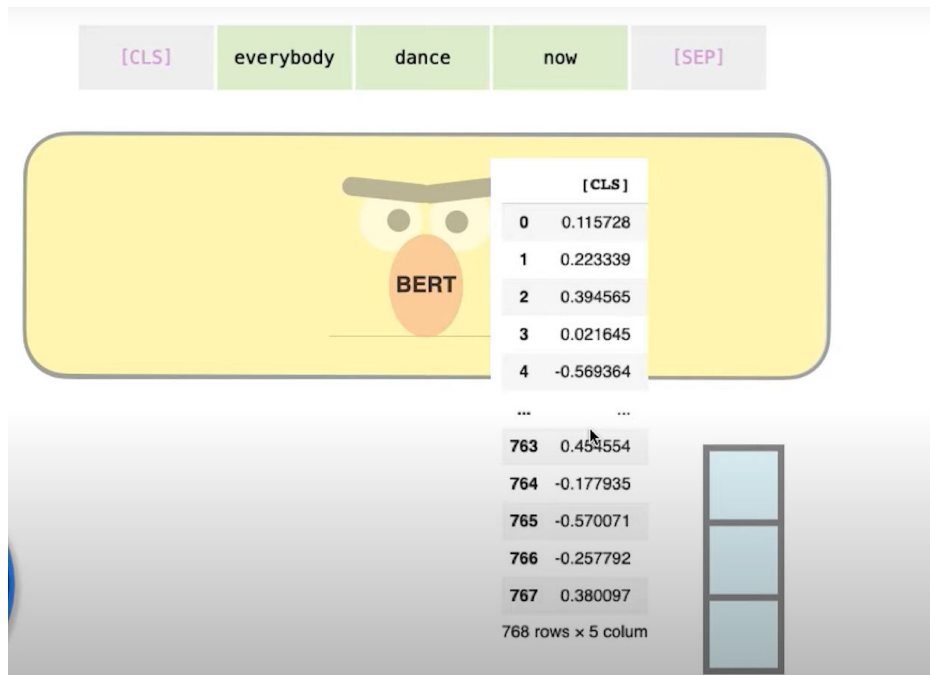 [CLS] everybody dance now [SEP]
BERT
[CLS]
0 0.115728
1 0.223339
2 0.394565
3 0.021645
4 -0.569364
... ...
763 0.454554
764 -0.177935
765 -0.570071
766 -0.257792
767 0.380097
768 rows × 5 colum